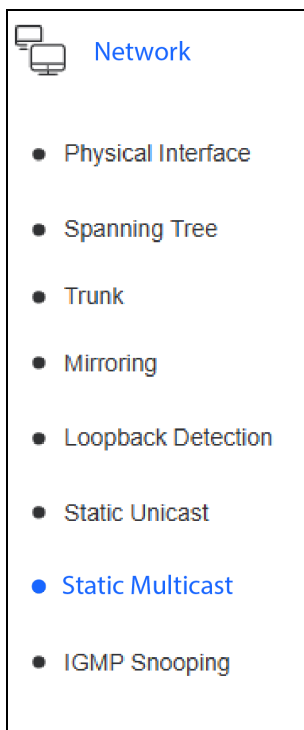 Network
Physical Interface
Spanning Tree
Trunk
Mirroring
Loopback Detection
Static Unicast
Static Multicast
IGMP Snooping